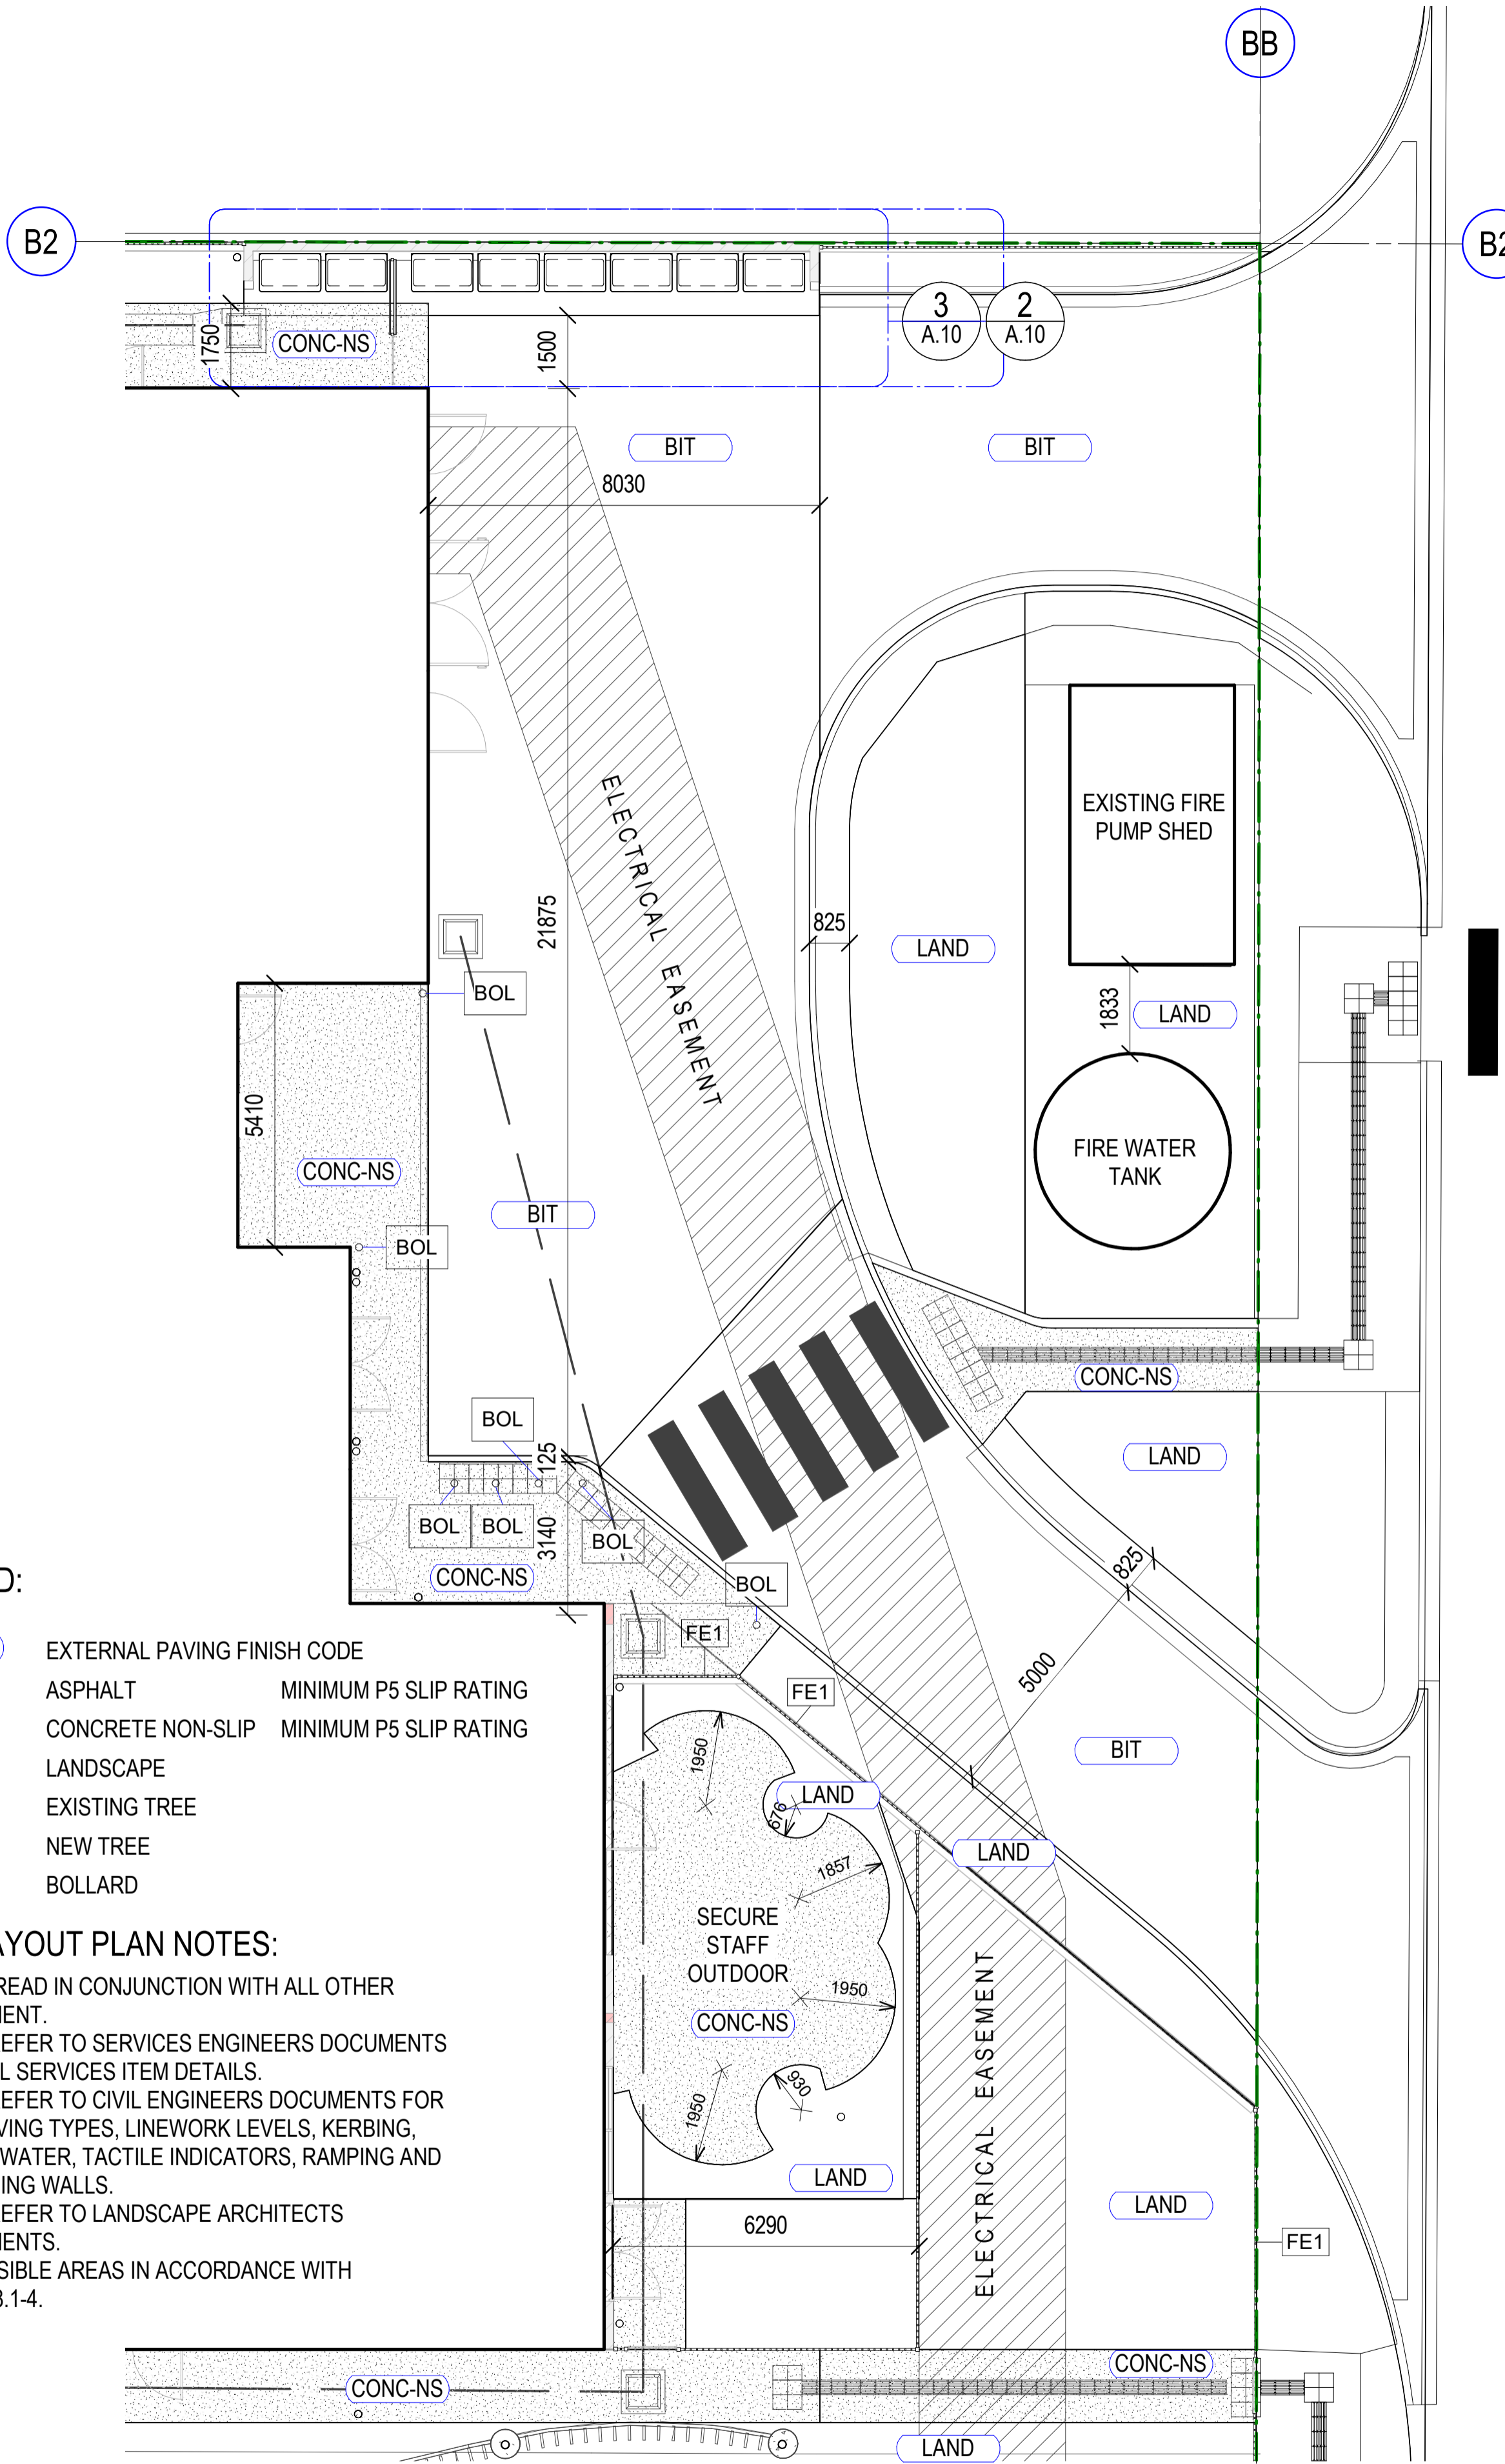 BB
B2
B2
3
A.10
2
A.10
1750
CONC-NS
1500
BIT
BIT
8030
ELECTRICAL EASEMENT
EXISTING FIRE
PUMP SHED
21875
825
LAND
BOL
1833
LAND
5410
CONC-NS
FIRE WATER
TANK
BIT
BOL
CONC-NS
BOL
125
LAND
BOL
BOL
BOL
3140
CONC-NS
BOL
825
D:
FE1
EXTERNAL PAVING FINISH CODE
ASPHALT MINIMUM P5 SLIP RATING
CONCRETE NON-SLIP MINIMUM P5 SLIP RATING
LANDSCAPE
EXISTING TREE
NEW TREE
BOLLARD
5000
FE1
BIT
1950
LAND
676
LAND
1857
SECURE
STAFF
OUTDOOR
1950
CONC-NS
930
1950
LAND
ELECTRICAL EASEMENT
LAND
6290
FE1
AYOUT PLAN NOTES:
READ IN CONJUNCTION WITH ALL OTHER
MENT.
EFER TO SERVICES ENGINEERS DOCUMENTS
L SERVICES ITEM DETAILS.
EFER TO CIVIL ENGINEERS DOCUMENTS FOR
VING TYPES, LINEWORK LEVELS, KERBING,
WATER, TACTILE INDICATORS, RAMPING AND
ING WALLS.
EFER TO LANDSCAPE ARCHITECTS
MENTS.
SIBLE AREAS IN ACCORDANCE WITH
8.1-4.
CONC-NS
CONC-NS
LAND